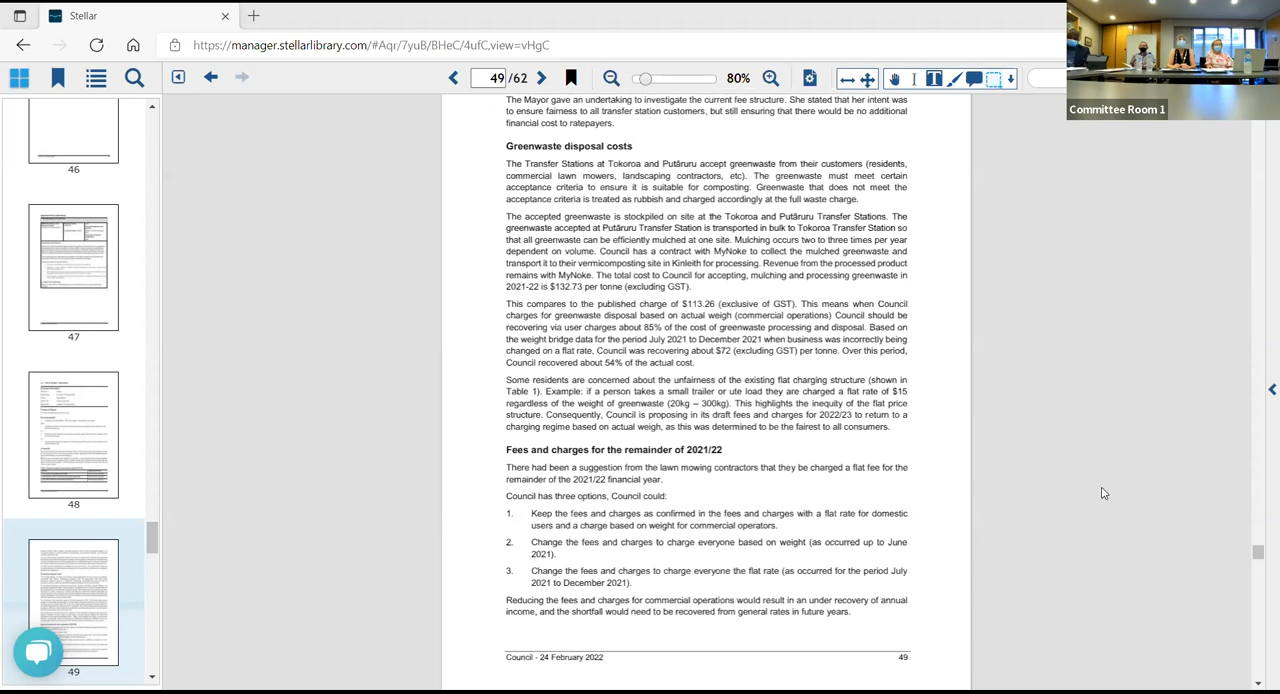 Stellar
https://manager.stellarlibrary.com/#Aqr/7yuB/BHeC/4ufC,view=vHgC
49 /62
80%
Committee Room 1
46
47
48
49
The Mayor gave an undertaking to investigate the current fee structure. She stated that her intent was
to ensure fairness to all transfer station customers, but still ensuring that there would be no additional
financial cost to ratepayers.
Greenwaste disposal costs
The Transfer Stations at Tokoroa and Putāruru accept greenwaste from their customers (residents,
commercial lawn mowers, landscaping contractors, etc). The greenwaste must meet certain
acceptance criteria to ensure it is suitable for composting. Greenwaste that does not meet the
acceptance criteria is treated as rubbish and charged accordingly at the full waste charge.
The accepted greenwaste is stockpiled on site at the Tokoroa and Putāruru Transfer Stations. The
greenwaste accepted at Putāruru Transfer Station is transported in bulk to Tokoroa Transfer Station so
that all greenwaste can be efficiently mulched at one site. Mulching occurs two to three times per year
dependent on volume. Council has a contract with MyNoke to collect the mulched greenwaste and
transport it to their vermicomposting site in Kinleith for processing. Revenue from the processed product
remains with MyNoke. The total cost to Council for accepting, mulching and processing greenwaste in
2021-22 is $132.73 per tonne (excluding GST).
This compares to the published charge of $113.26 (exclusive of GST). This means when Council
charges for greenwaste disposal based on actual weigh (commercial operations) Council should be
recovering via user charges about 85% of the cost of greenwaste processing and disposal. Based on
the weight bridge data for the period July 2021 to December 2021 when business was incorrectly being
changed on a flat rate, Council was recovering about $72 (excluding GST) per tonne. Over this period,
Council recovered about 54% of the actual cost.
Some residents are concerned about the unfairness of the existing flat charging structure (shown in
Table 1). Example: if a person takes a small trailer or ute load they are charged a flat rate of $15
regardless of the weight of greenwaste (20kg – 300kg). This highlights the inequity of the flat price
structure. Consequently, Council is proposing in its draft fees and charges for 2022/23 to return to a
charging regime based on actual weigh, as this was determined to be the fairest to all consumers.
Fees and charges for the remainder of 2021/22
There had been a suggestion from the lawn mowing contractors that they be charged a flat fee for the
remainder of the 2021/22 financial year.
Council has three options, Council could:
1. Keep the fees and charges as confirmed in the fees and charges with a flat rate for domestic
users and a charge based on weight for commercial operators.
2. Change the fees and charges to charge everyone based on weight (as occurred up to June
2021).
3. Change the fees and charges to charge everyone the flat rate (as occurred for the period July
2021 to December 2021).
Reducing the fees and charges for commercial operations would result in an under recovery of annual
income, and the shortfall would need to be recovered from general rates in future years.
Council - 24 February 2022 49